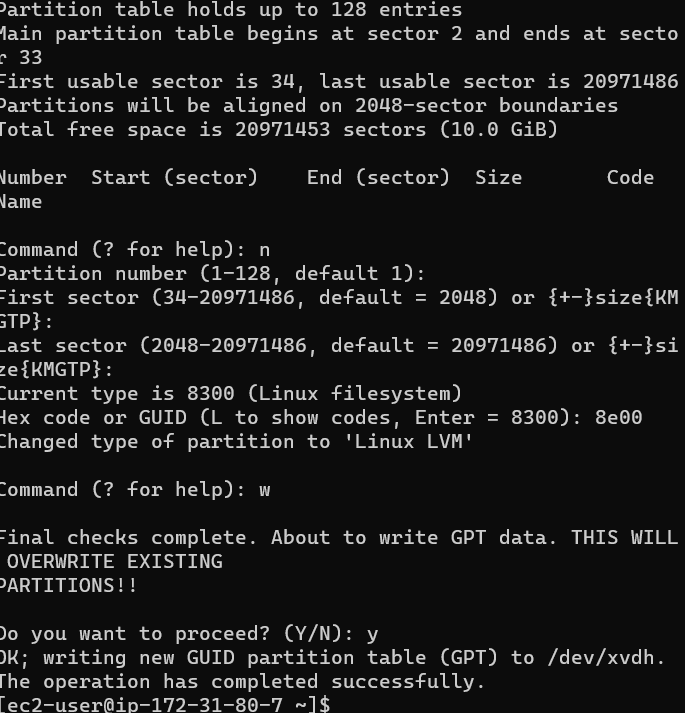 Partition table holds up to 128 entries
Main partition table begins at sector 2 and ends at secto
r 33
First usable sector is 34, last usable sector is 20971486
Partitions will be aligned on 2048-sector boundaries
Total free space is 20971453 sectors (10.0 GiB)
Number  Start (sector)    End (sector)  Size       Code
Name
Command (? for help): n
Partition number (1-128, default 1):
First sector (34-20971486, default = 2048) or {+-}size{KM
GTP}:
Last sector (2048-20971486, default = 20971486) or {+-}si
ze{KMGTP}:
Current type is 8300 (Linux filesystem)
Hex code or GUID (L to show codes, Enter = 8300): 8e00
Changed type of partition to 'Linux LVM'
Command (? for help): w
Final checks complete. About to write GPT data. THIS WILL
 OVERWRITE EXISTING
PARTITIONS!!
Do you want to proceed? (Y/N): y
OK; writing new GUID partition table (GPT) to /dev/xvdh.
The operation has completed successfully.
[ec2-user@ip-172-31-80-7 ~]$